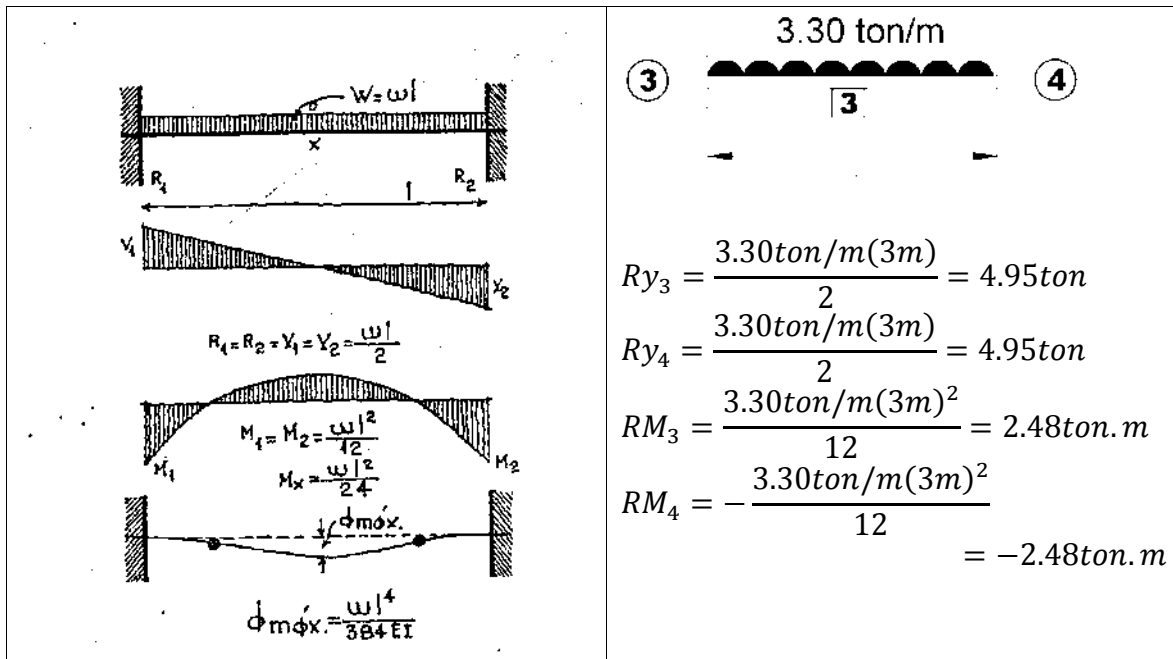 W=ωl
x
R₁
R₂
l
V₁
V₂
R₁=R₂=V₁=V₂=ωl/2
M₁=M₂=ωl²/12
M₁
M₂
Mx=ωl²/24
dmáx.
dmáx.=ωl⁴/384EI
3.30 ton/m
3
4
3
Ry₃ = 3.30ton/m(3m)/2 = 4.95ton
Ry₄ = 3.30ton/m(3m)/2 = 4.95ton
RM₃ = 3.30ton/m(3m)²/12 = 2.48ton.m
RM₄ = −3.30ton/m(3m)²/12
= −2.48ton.m